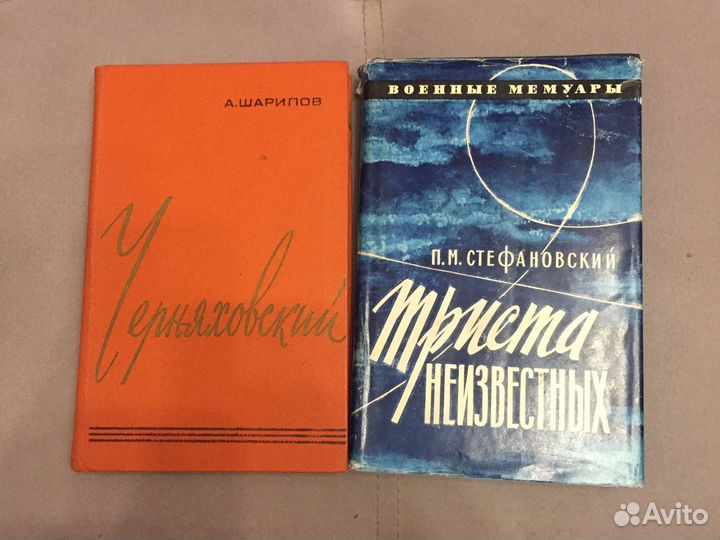 А.ШАРИПОВ
Черняховский
ВОЕННЫЕ МЕМУАРЫ
П.М.СТЕФАНОВСКИЙ
Триста
НЕИЗВЕСТНЫХ
Avito